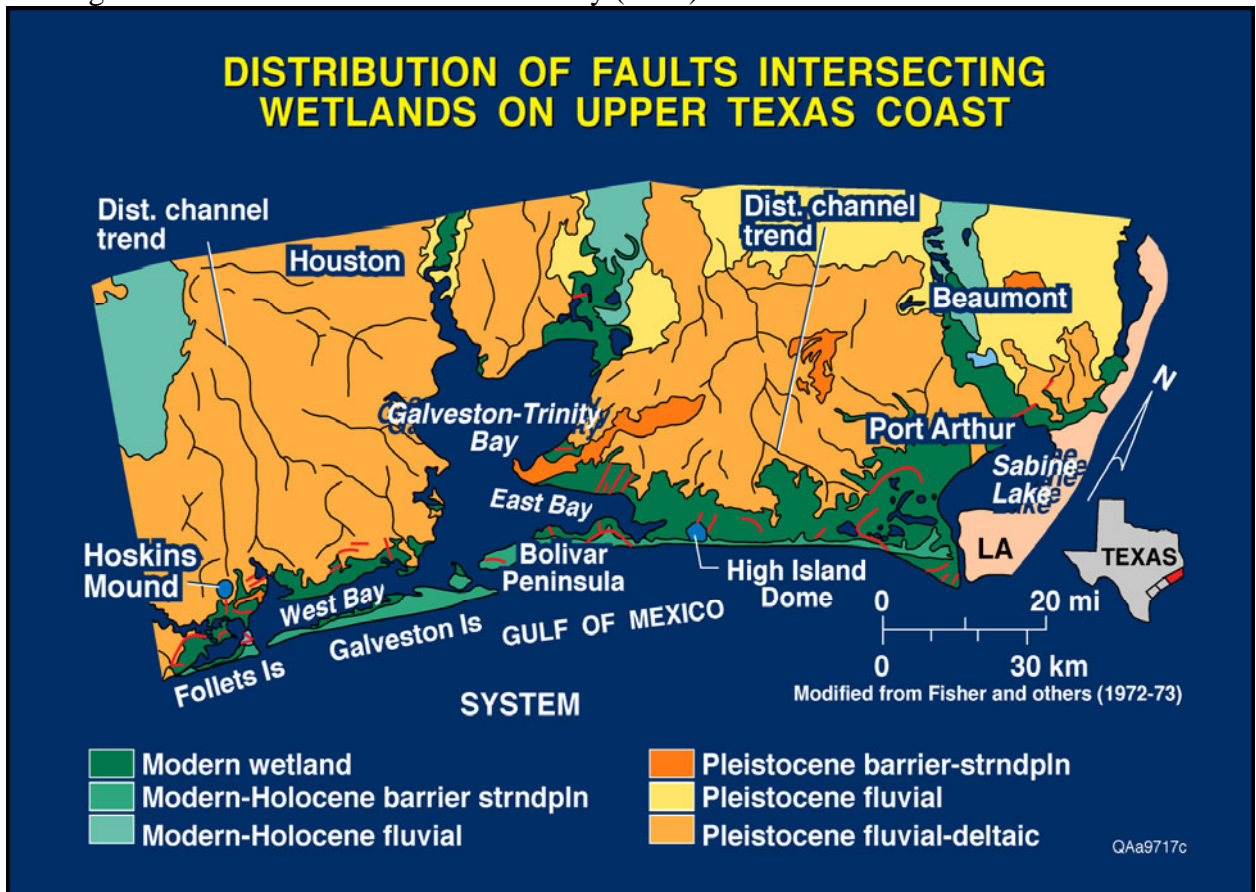 DISTRIBUTION OF FAULTS INTERSECTING
WETLANDS ON UPPER TEXAS COAST
Dist. channel
trend
Houston
Dist. channel
trend
Beaumont
Galveston-Trinity
Bay
Port Arthur
N
Sabine
Lake
East Bay
LA
TEXAS
Hoskins
Mound
West Bay
Bolivar
Peninsula
High Island
Dome
Galveston Is
GULF OF MEXICO
Follets Is
0 20 mi
0 30 km
Modified from Fisher and others (1972-73)
SYSTEM
Modern wetland
Modern-Holocene barrier strndpln
Modern-Holocene fluvial
Pleistocene barrier-strndpln
Pleistocene fluvial
Pleistocene fluvial-deltaic
QAa9717c